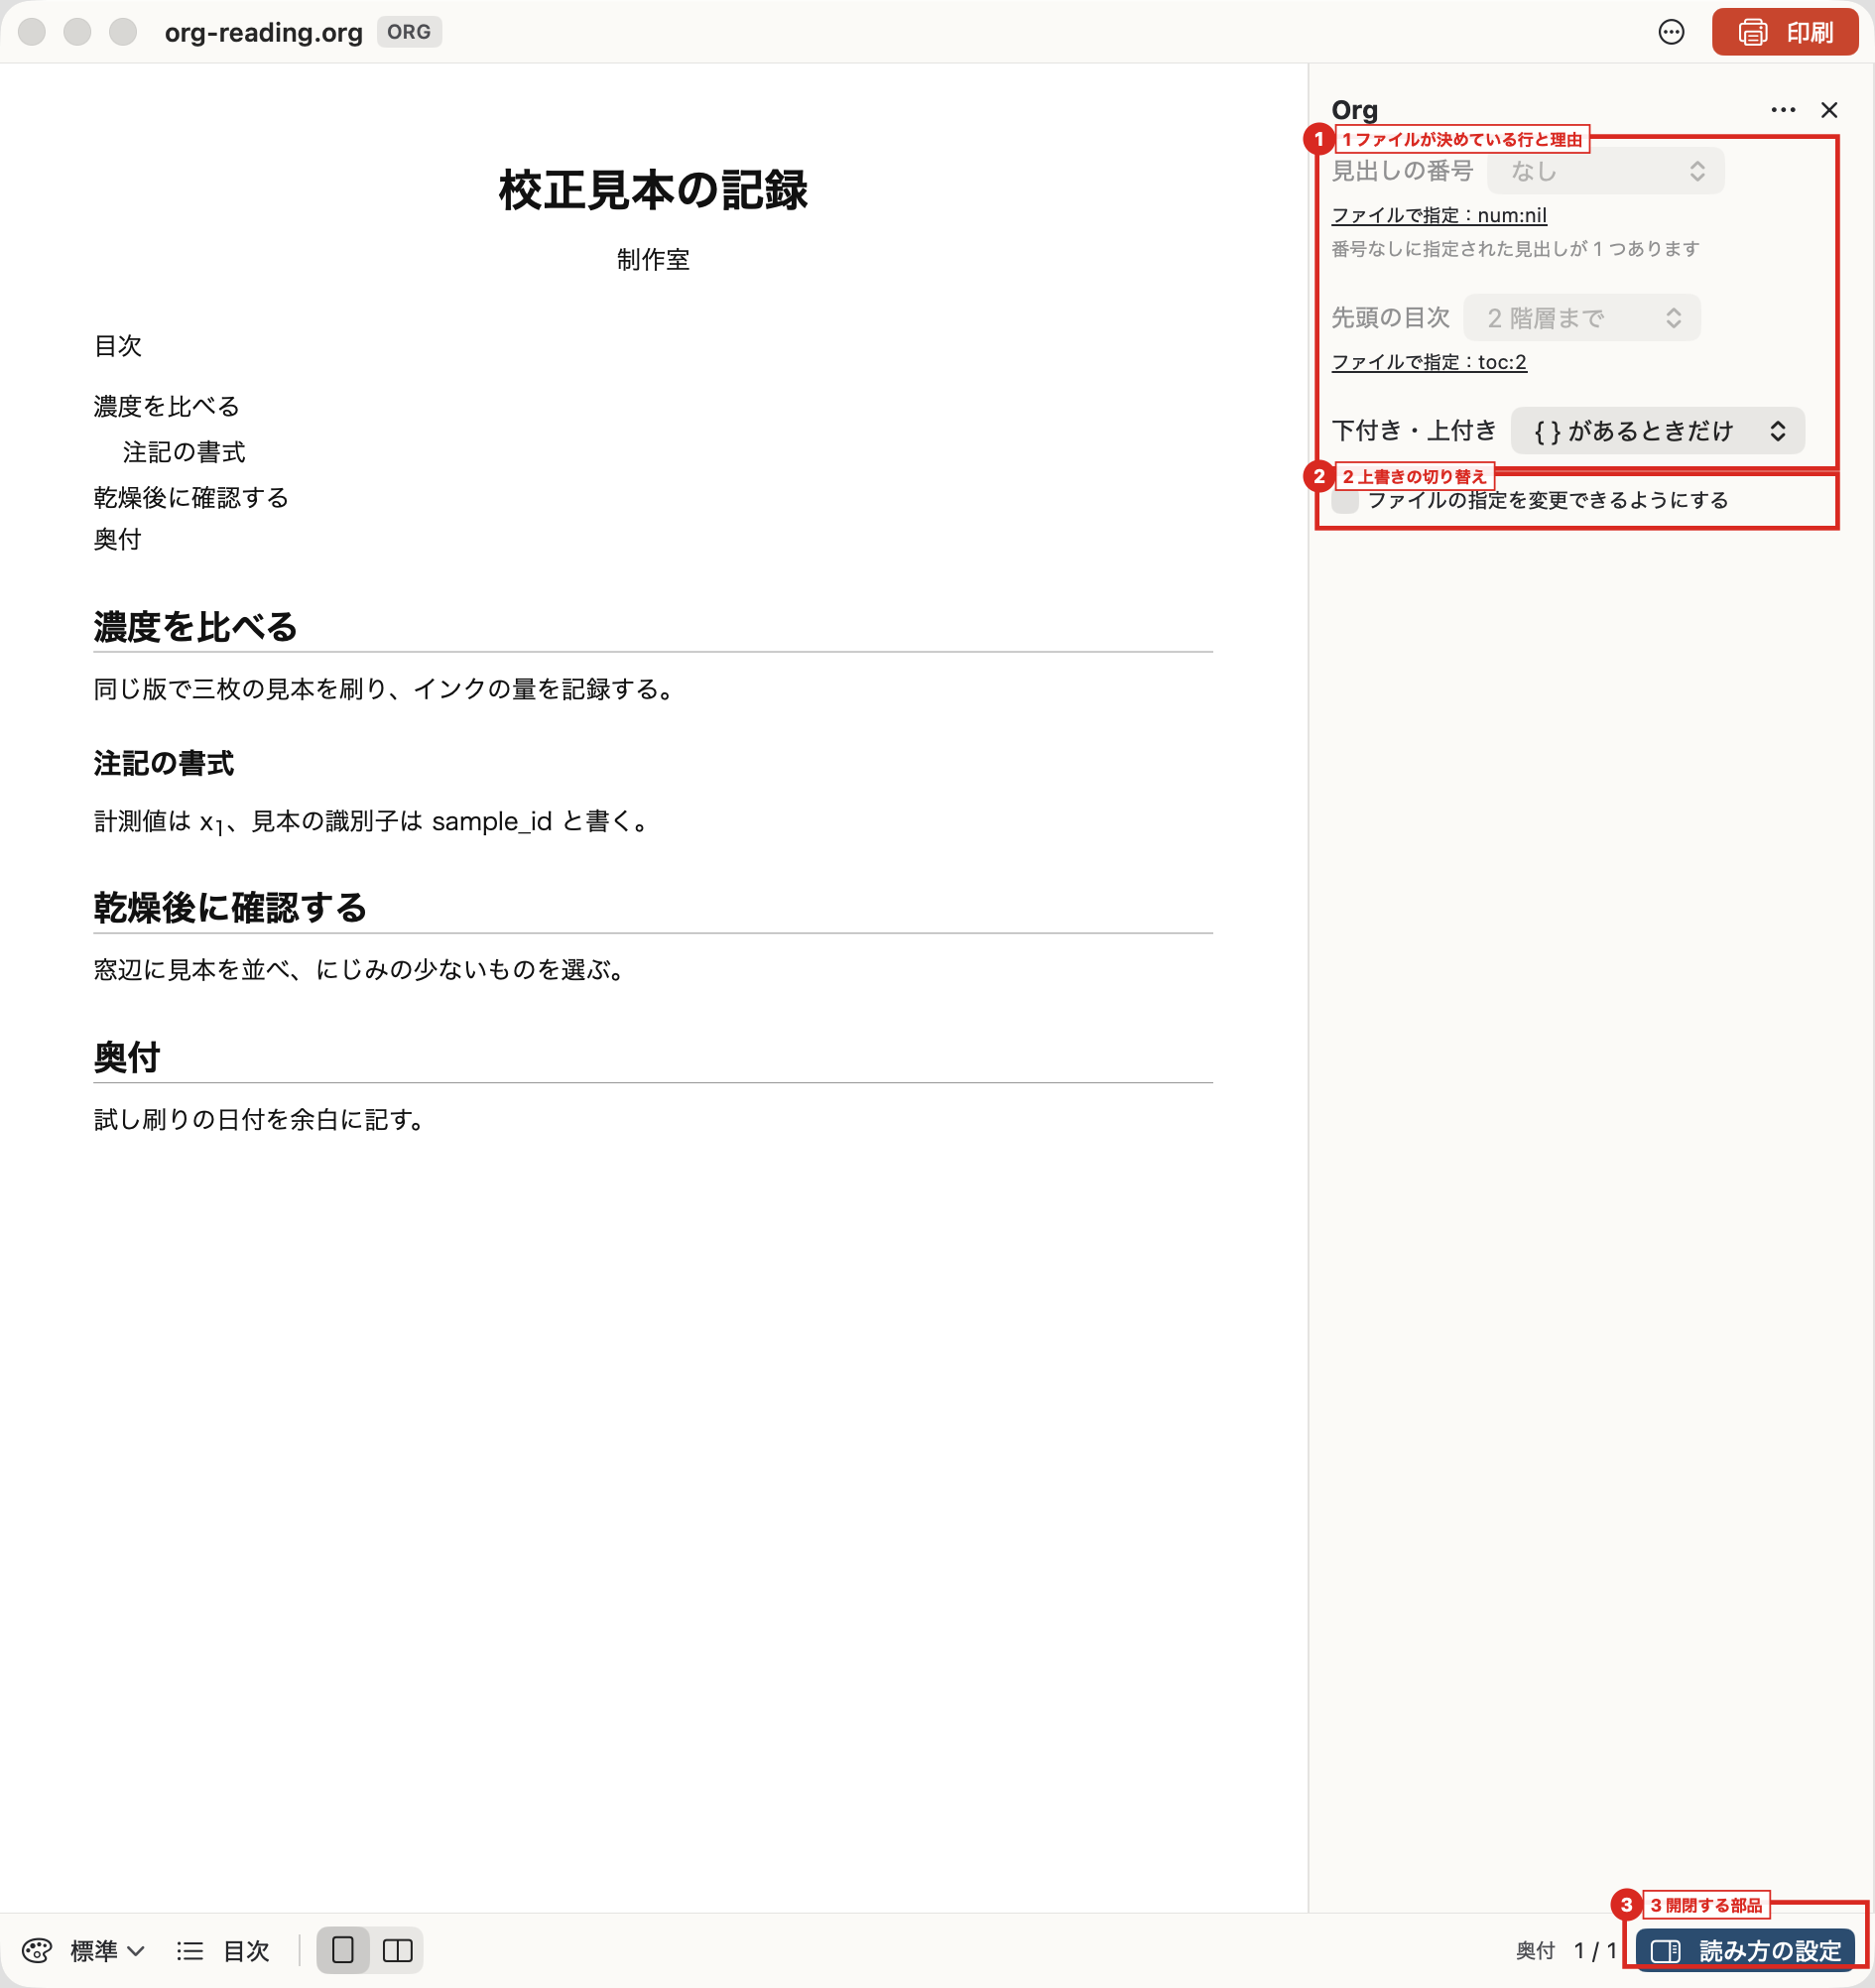 org-reading.org ORG
印刷
校正見本の記録
制作室
目次
濃度を比べる
注記の書式
乾燥後に確認する
奥付
濃度を比べる
同じ版で三枚の見本を刷り、インクの量を記録する。
注記の書式
計測値は x₁、見本の識別子は sample_id と書く。
乾燥後に確認する
窓辺に見本を並べ、にじみの少ないものを選ぶ。
奥付
試し刷りの日付を余白に記す。
Org
1 1 ファイルが決めている行と理由
見出しの番号 なし
ファイルで指定：num:nil
番号なしに指定された見出しが 1 つあります
先頭の目次 2 階層まで
ファイルで指定：toc:2
下付き・上付き { } があるときだけ
2 2 上書きの切り替え
ファイルの指定を変更できるようにする
3 3 開閉する部品
標準 目次
奥付 1 / 1 読み方の設定